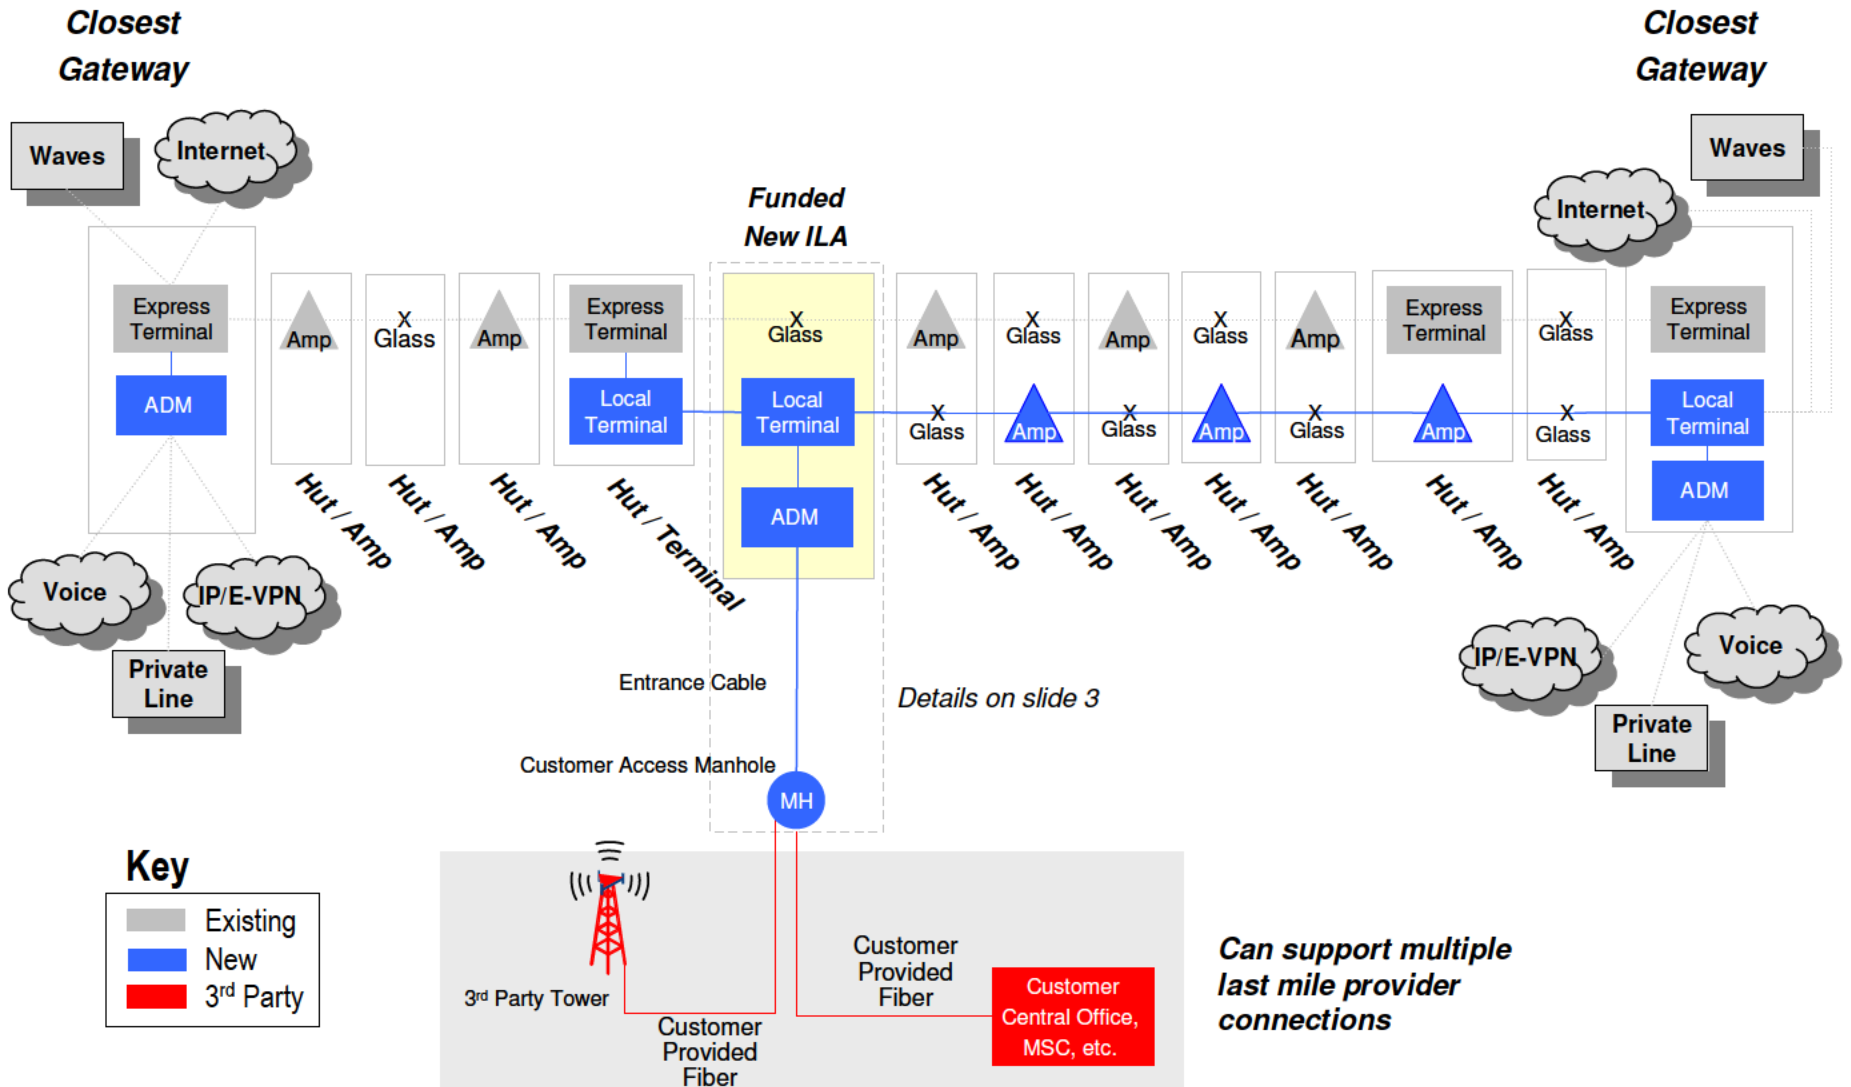 Closest
Gateway
Closest
Gateway
Waves
Internet
Waves
Internet
Funded
New ILA
Express
Terminal
Amp
X
Glass
Amp
Express
Terminal
X
Glass
Amp
X
Glass
Amp
X
Glass
Amp
Express
Terminal
X
Glass
Express
Terminal
ADM
Local
Terminal
Local
Terminal
X
Glass
Amp
X
Glass
Amp
X
Glass
Amp
X
Glass
Local
Terminal
ADM
ADM
Hut / Amp
Hut / Amp
Hut / Amp
Hut / Terminal
Hut / Amp
Hut / Amp
Hut / Amp
Hut / Amp
Hut / Amp
Hut / Amp
Hut / Amp
Voice
IP/E-VPN
Private
Line
IP/E-VPN
Voice
Private
Line
Entrance Cable
Details on slide 3
Customer Access Manhole
MH
Key
Existing
New
3rd Party
3rd Party Tower
Customer
Provided
Fiber
Customer
Provided
Fiber
Customer
Central Office,
MSC, etc.
Can support multiple
last mile provider
connections